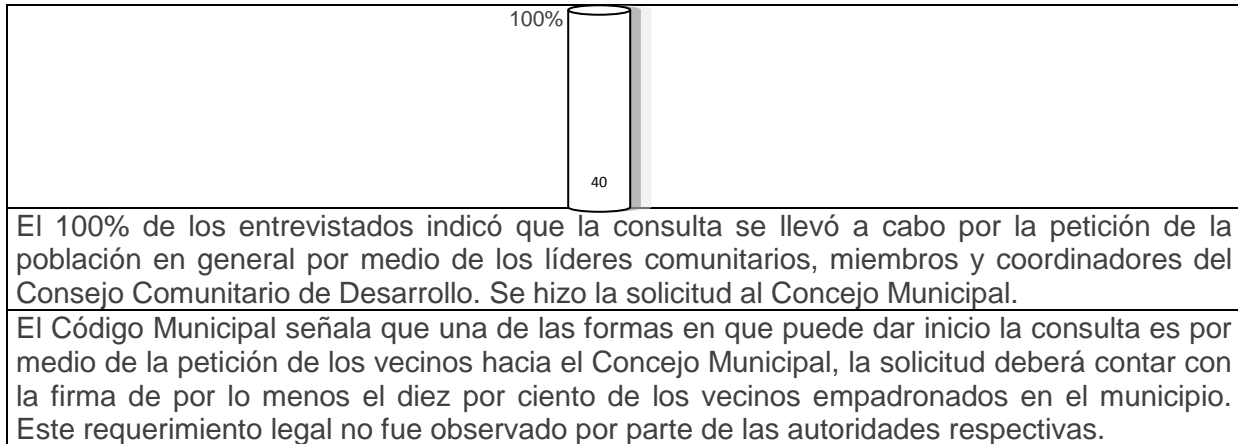 100%
40
El 100% de los entrevistados indicó que la consulta se llevó a cabo por la petición de la
población en general por medio de los líderes comunitarios, miembros y coordinadores del
Consejo Comunitario de Desarrollo. Se hizo la solicitud al Concejo Municipal.
El Código Municipal señala que una de las formas en que puede dar inicio la consulta es por
medio de la petición de los vecinos hacia el Concejo Municipal, la solicitud deberá contar con
la firma de por lo menos el diez por ciento de los vecinos empadronados en el municipio.
Este requerimiento legal no fue observado por parte de las autoridades respectivas.